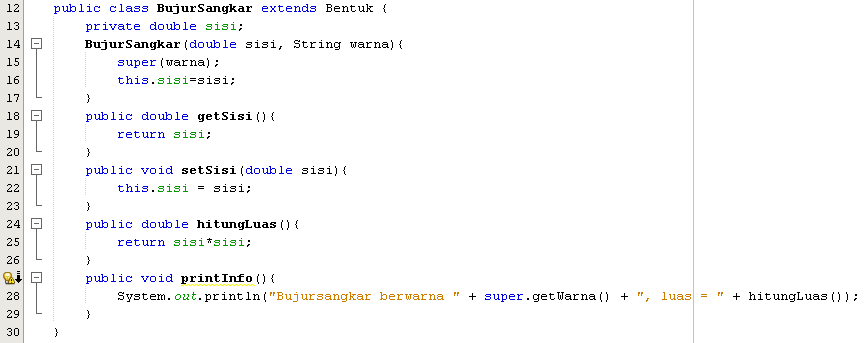 12 public class BujurSangkar extends Bentuk {
13     private double sisi;
14     BujurSangkar(double sisi, String warna){
15         super(warna);
16         this.sisi=sisi;
17     }
18     public double getSisi(){
19         return sisi;
20     }
21     public void setSisi(double sisi){
22         this.sisi = sisi;
23     }
24     public double hitungLuas(){
25         return sisi*sisi;
26     }
    public void printInfo(){
28         System.out.println("Bujursangkar berwarna " + super.getWarna() + ", luas = " + hitungLuas());
29     }
30 }